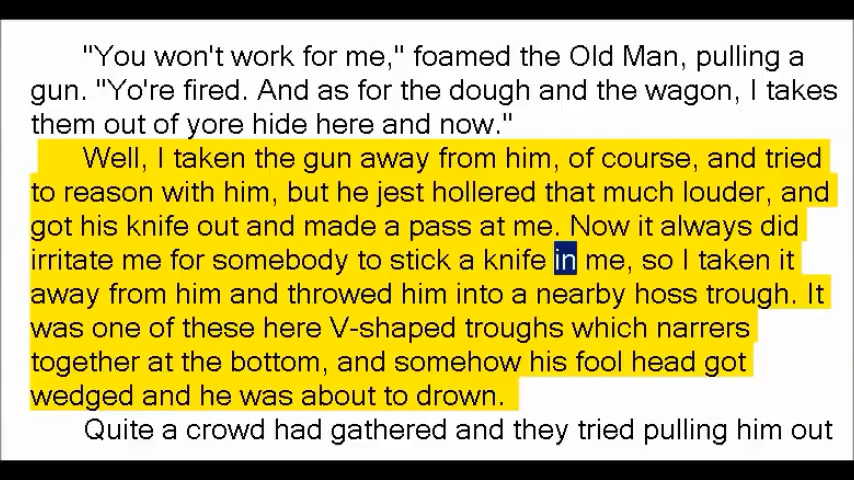 "You won't work for me," foamed the Old Man, pulling a
gun. "Yo're fired. And as for the dough and the wagon, I takes
them out of yore hide here and now."
Well, I taken the gun away from him, of course, and tried
to reason with him, but he jest hollered that much louder, and
got his knife out and made a pass at me. Now it always did
irritate me for somebody to stick a knife in me, so I taken it
away from him and throwed him into a nearby hoss trough. It
was one of these here V-shaped troughs which narrers
together at the bottom, and somehow his fool head got
wedged and he was about to drown.
Quite a crowd had gathered and they tried pulling him out